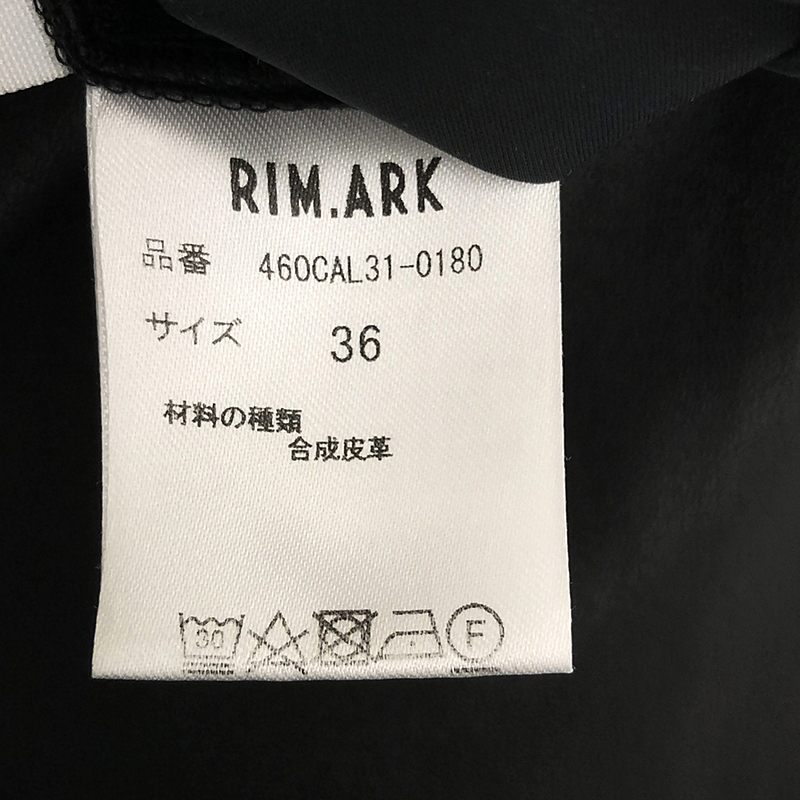 RIM.ARK
品番 460CAL31-0180
サイズ 36
材料の種類
合成皮革
30 F